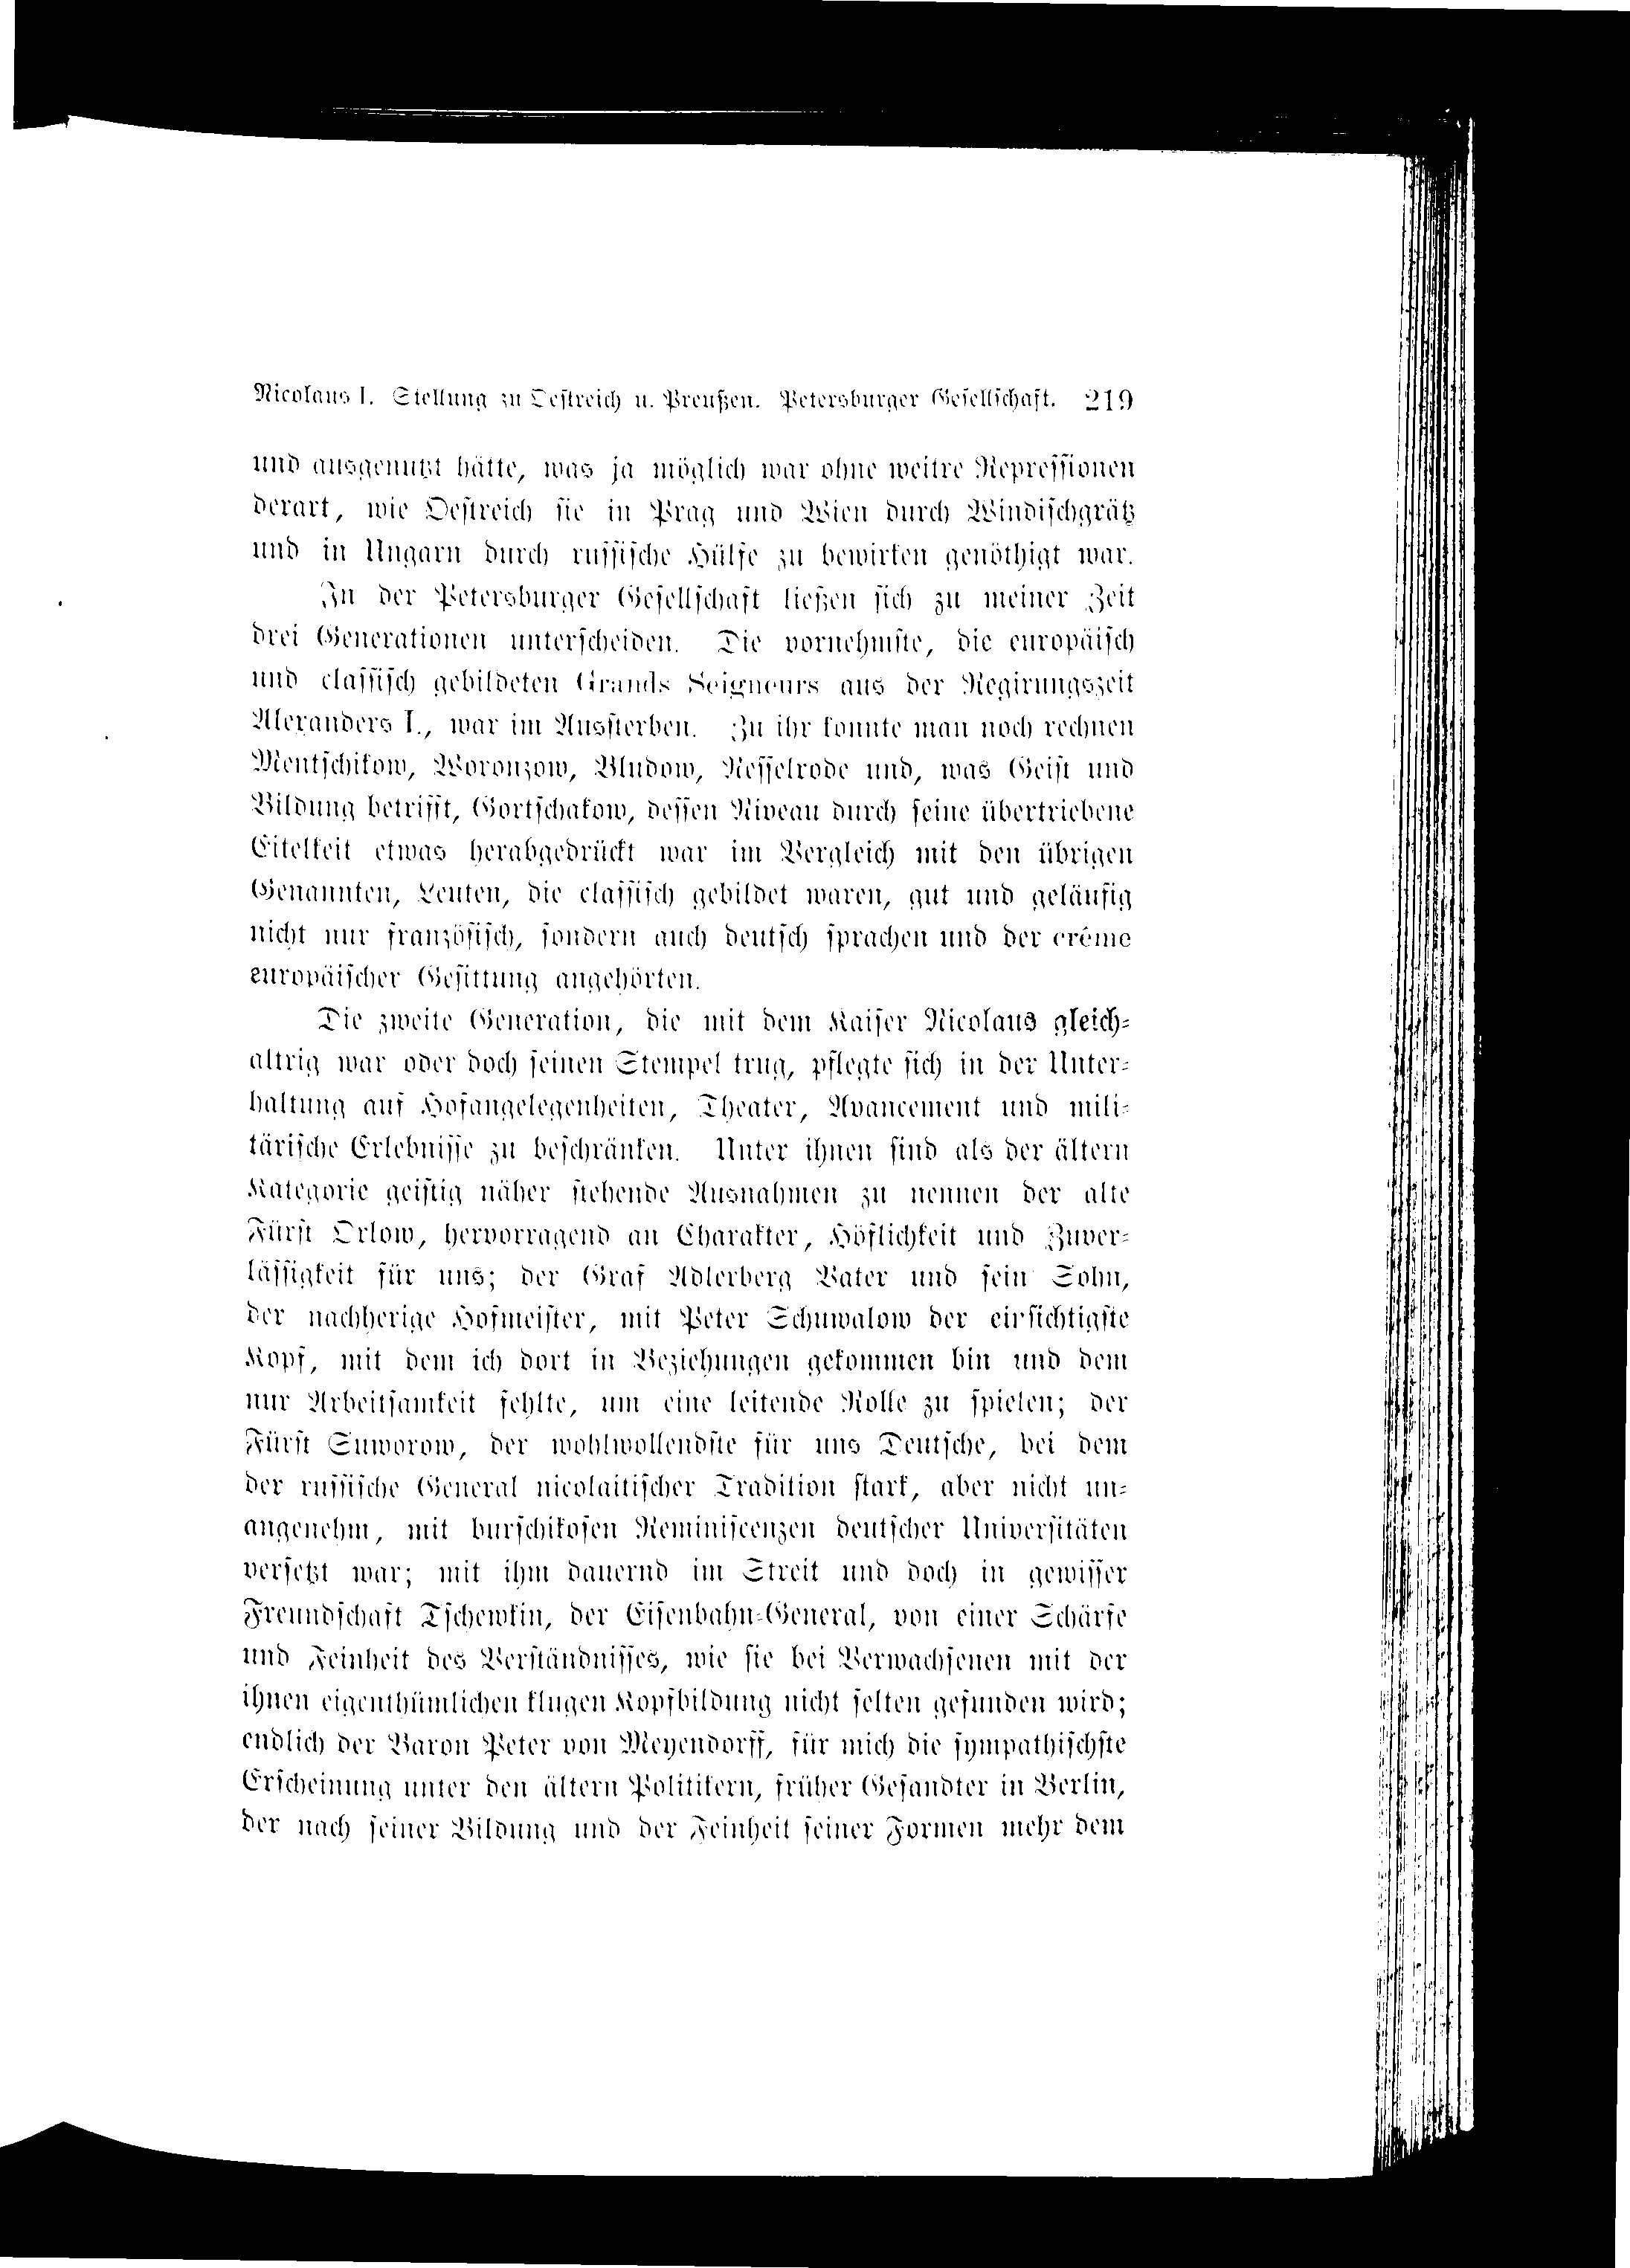 Nicolaus I. Stellung zu Oestreich u. Preußen. Petersburger Gesellschaft. 219
und ausgenutzt hätte, was ja möglich war ohne weitre Repressionen
derart, wie Oestreich sie in Prag und Wien durch Windischgrätz
und in Ungarn durch russische Hülfe zu bewirken genöthigt war.
In der Petersburger Gesellschaft ließen sich zu meiner Zeit
drei Generationen unterscheiden. Die vornehmste, die europäisch
und classisch gebildeten Grands Seigneurs aus der Regirungszeit
Alexanders I., war im Aussterben. Zu ihr konnte man noch rechnen
Mentschikow, Woronzow, Bludow, Nesselrode und, was Geist und
Bildung betrifft, Gortschakow, dessen Niveau durch seine übertriebene
Eitelkeit etwas herabgedrückt war im Vergleich mit den übrigen
Genannten, Leuten, die classisch gebildet waren, gut und geläufig
nicht nur französisch, sondern auch deutsch sprachen und der crême
europäischer Gesittung angehörten.
Die zweite Generation, die mit dem Kaiser Nicolaus gleich-
altrig war oder doch seinen Stempel trug, pflegte sich in der Unter-
haltung auf Hofangelegenheiten, Theater, Avancement und mili-
tärische Erlebnisse zu beschränken. Unter ihnen sind als der ältern
Kategorie geistig näher stehende Ausnahmen zu nennen der alte
Fürst Orlow, hervorragend an Charakter, Höflichkeit und Zuver-
lässigkeit für uns; der Graf Adlerberg Vater und sein Sohn,
der nachherige Hofmeister, mit Peter Schuwalow der einsichtigste
Kopf, mit dem ich dort in Beziehungen gekommen bin und dem
nur Arbeitsamkeit fehlte, um eine leitende Rolle zu spielen; der
Fürst Suworow, der wohlwollendste für uns Deutsche, bei dem
der russische General nicolaitischer Tradition stark, aber nicht un-
angenehm, mit burschikosen Reminiscenzen deutscher Universitäten
versetzt war; mit ihm dauernd im Streit und doch in gewisser
Freundschaft Tschewkin, der Eisenbahn-General, von einer Schärfe
und Feinheit des Verständnisses, wie sie bei Verwachsenen mit der
ihnen eigenthümlichen klugen Kopfbildung nicht selten gefunden wird;
endlich der Baron Peter von Meyendorff, für mich die sympathischste
Erscheinung unter den ältern Politikern, früher Gesandter in Berlin,
der nach seiner Bildung und der Feinheit seiner Formen mehr dem